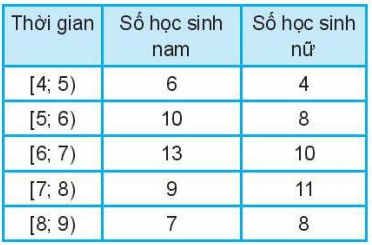 Thời gian Số học sinh nam Số học sinh nữ
[4; 5) 6 4
[5; 6) 10 8
[6; 7) 13 10
[7; 8) 9 11
[8; 9) 7 8